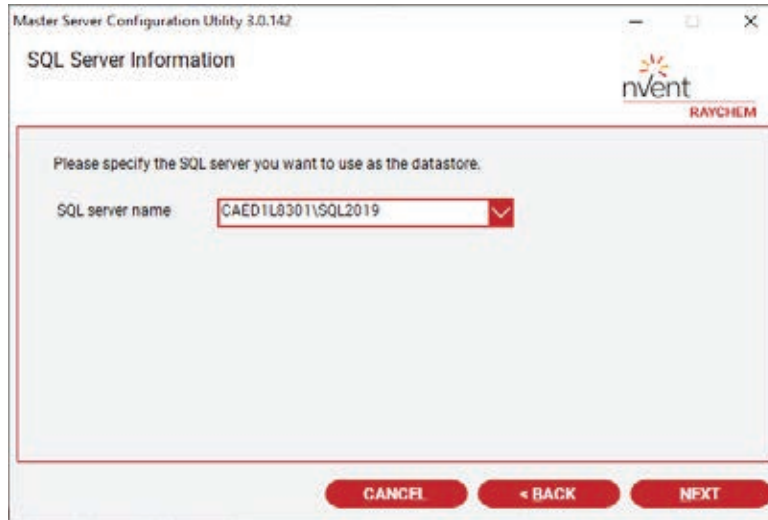 Master Server Configuration Utility 3.0.142
SQL Server Information
nvent
RAYCHEM
Please specify the SQL server you want to use as the datastore.
SQL server name CAED1L8301\SQL2019
CANCEL < BACK NEXT